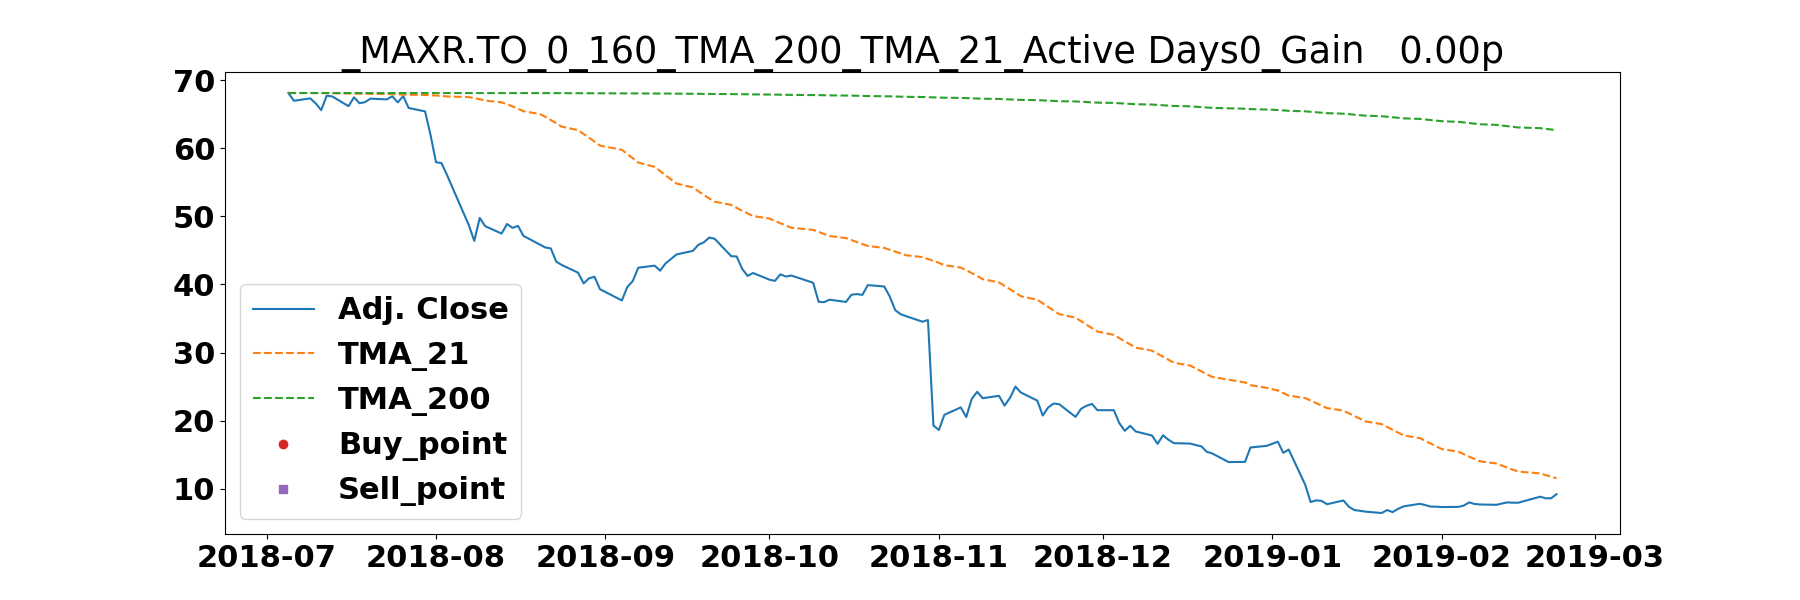 _MAXR.TO_0_160_TMA_200_TMA_21_Active Days0_Gain   0.00p
70
60
50
40
30
20
10
Adj. Close
TMA_21
TMA_200
Buy_point
Sell_point
2018-07 2018-08 2018-09 2018-10 2018-11 2018-12 2019-01 2019-02 2019-03